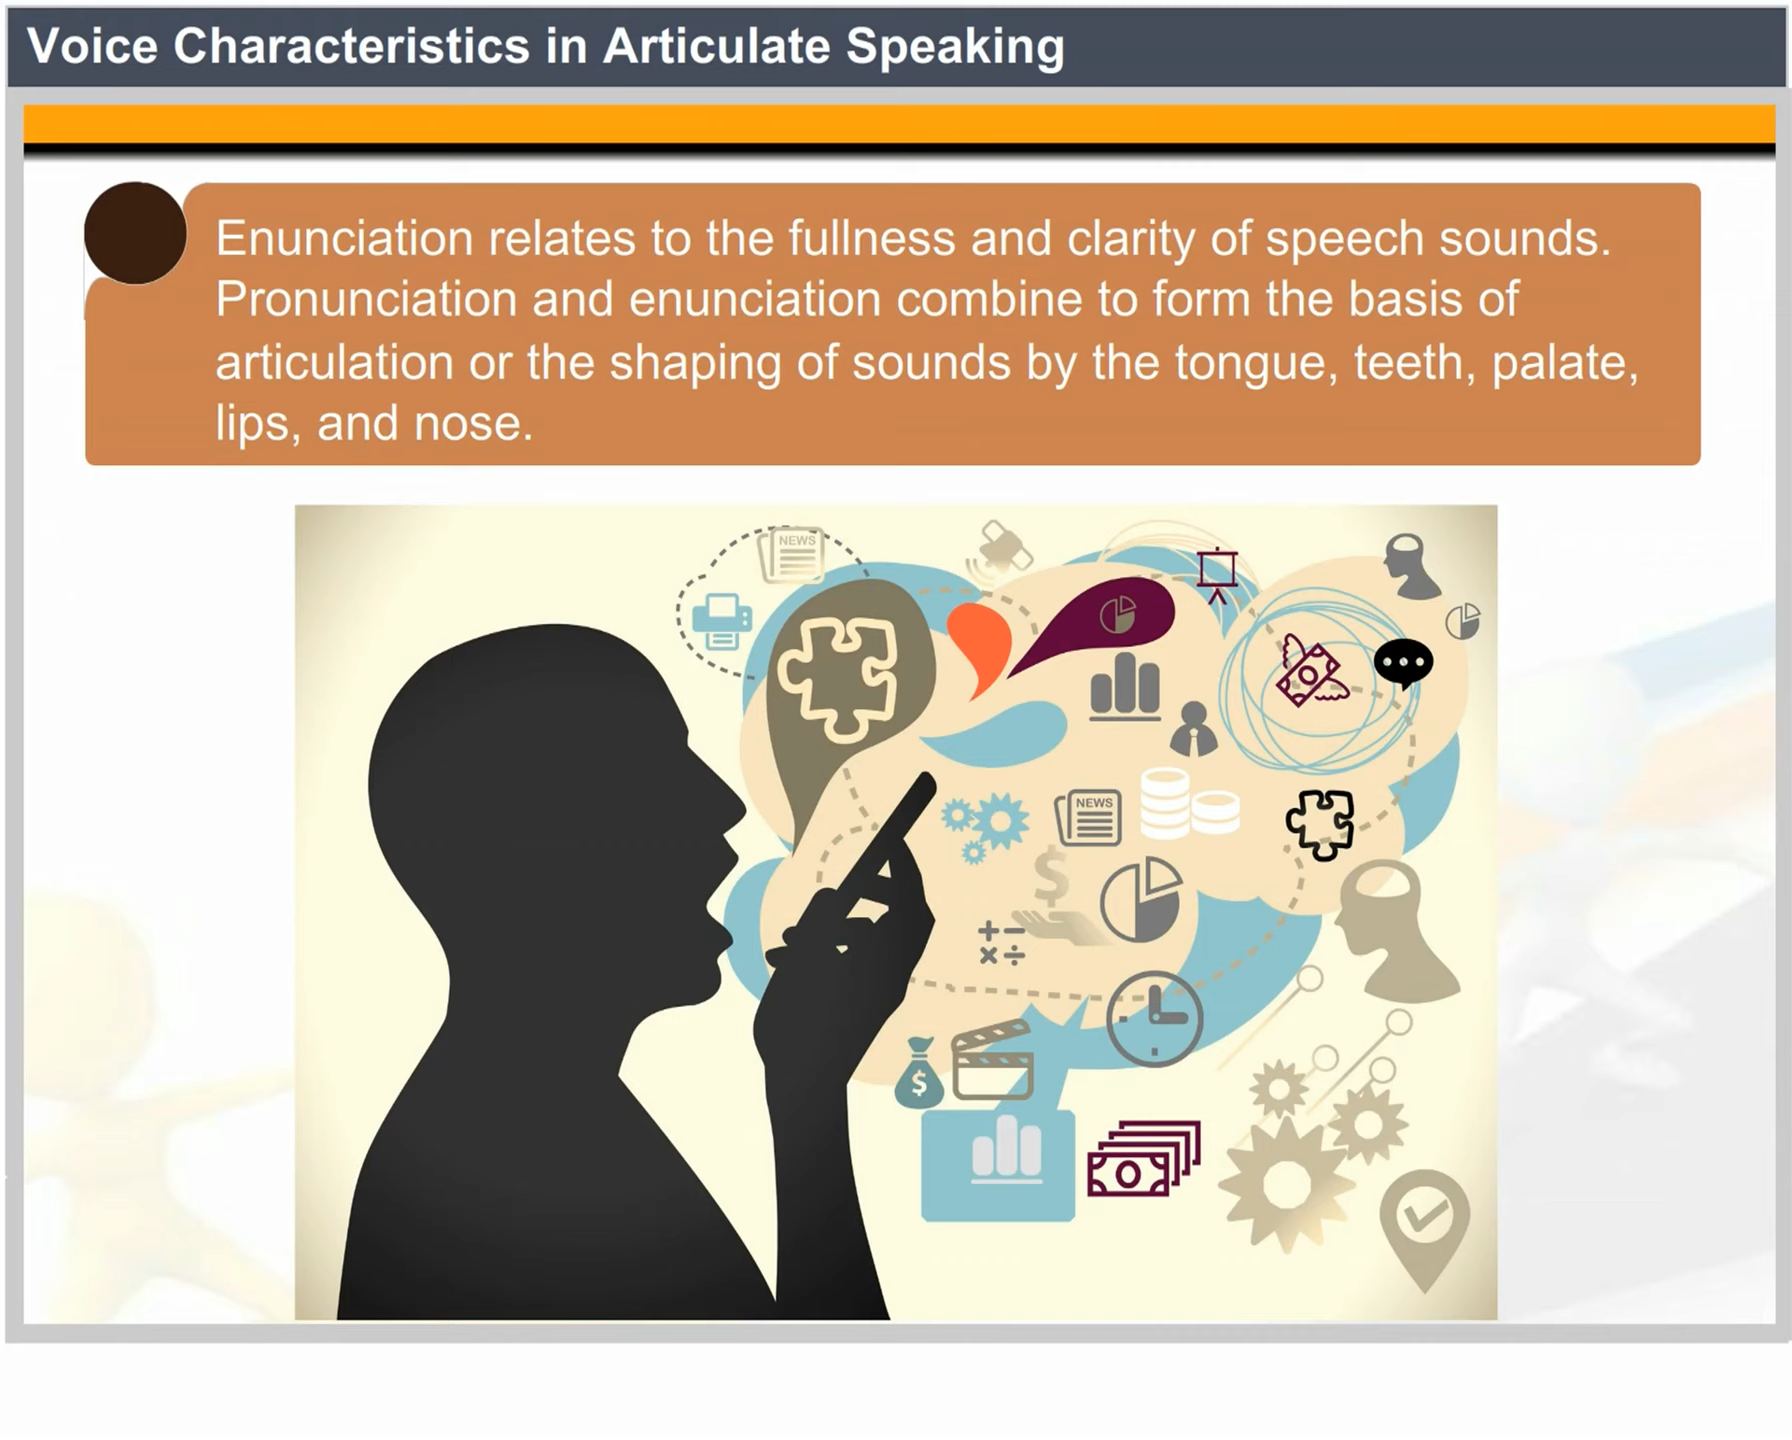 Voice Characteristics in Articulate Speaking
Enunciation relates to the fullness and clarity of speech sounds.
Pronunciation and enunciation combine to form the basis of
articulation or the shaping of sounds by the tongue, teeth, palate,
lips, and nose.
NEWS
NEWS
$
$